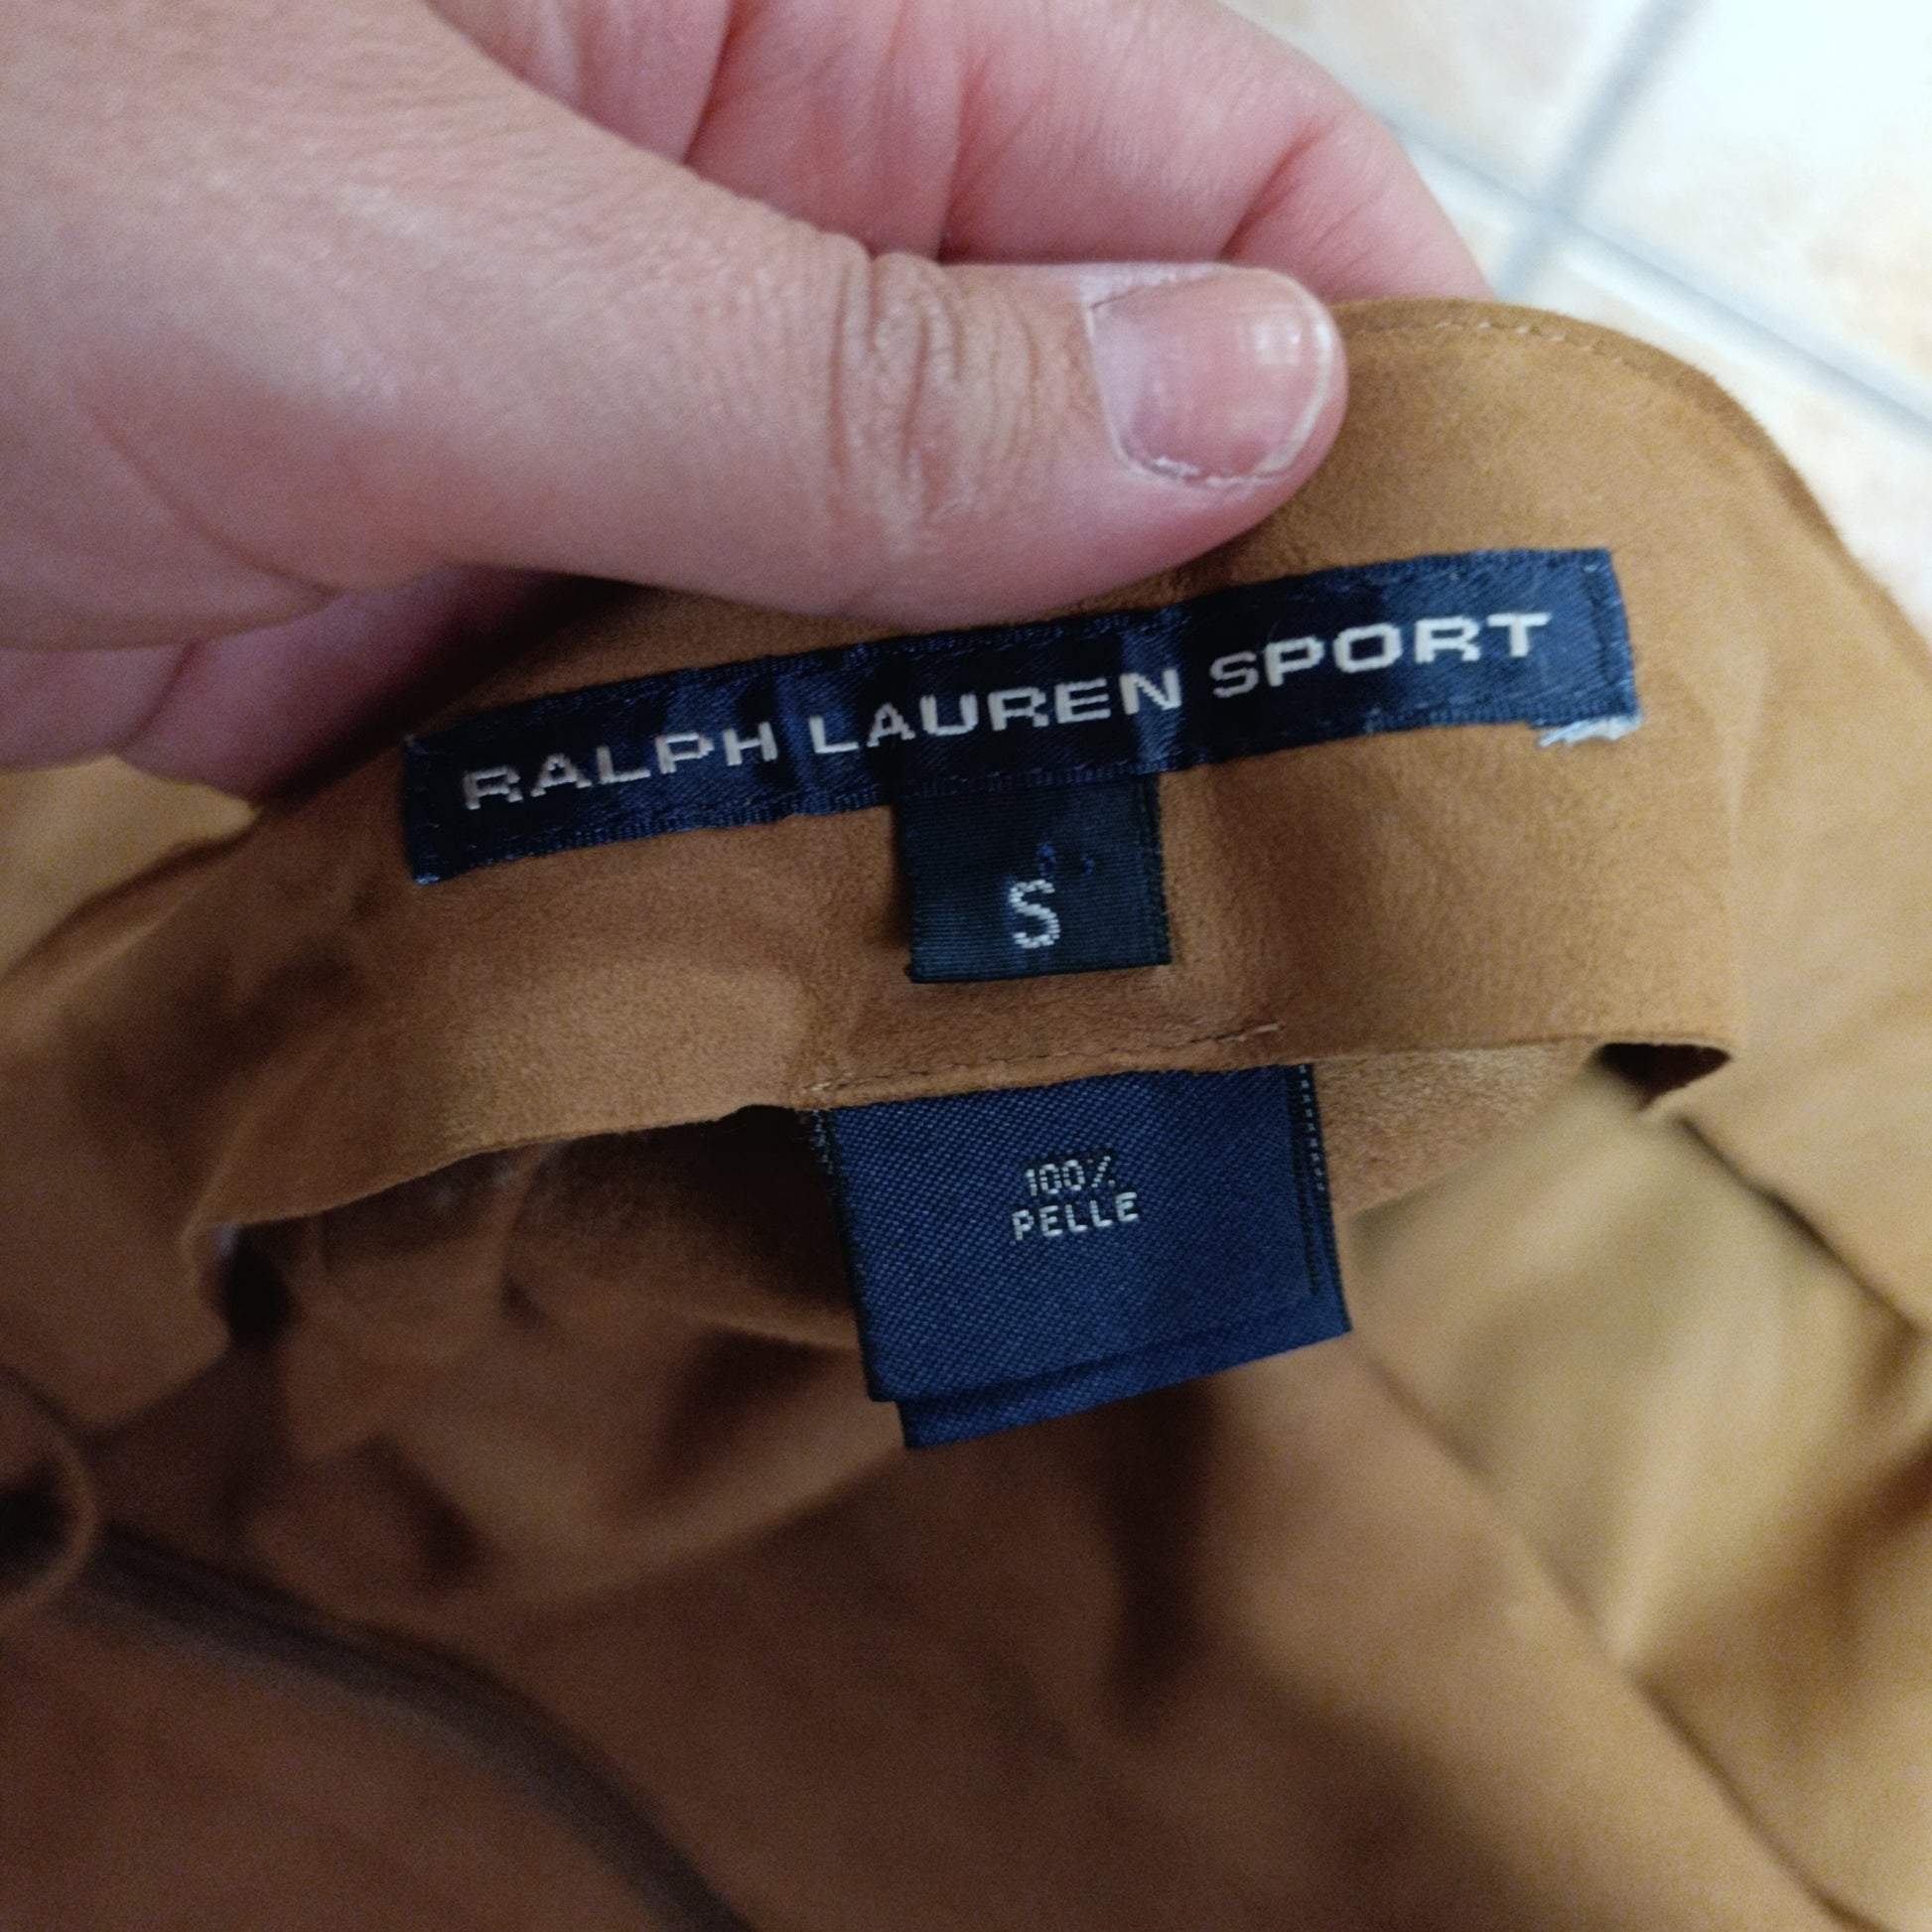 RALPH LAUREN SPORT
S
100%
PELLE